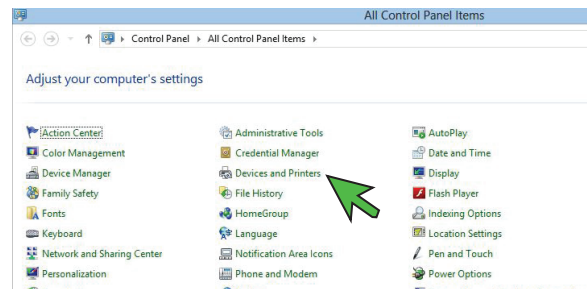 All Control Panel Items
Control Panel All Control Panel Items
Adjust your computer's settings
Action Center Administrative Tools AutoPlay
Color Management Credential Manager Date and Time
Device Manager Devices and Printers Display
Family Safety File History Flash Player
Fonts HomeGroup Indexing Options
Keyboard Language Location Settings
Network and Sharing Center Notification Area Icons Pen and Touch
Personalization Phone and Modem Power Options